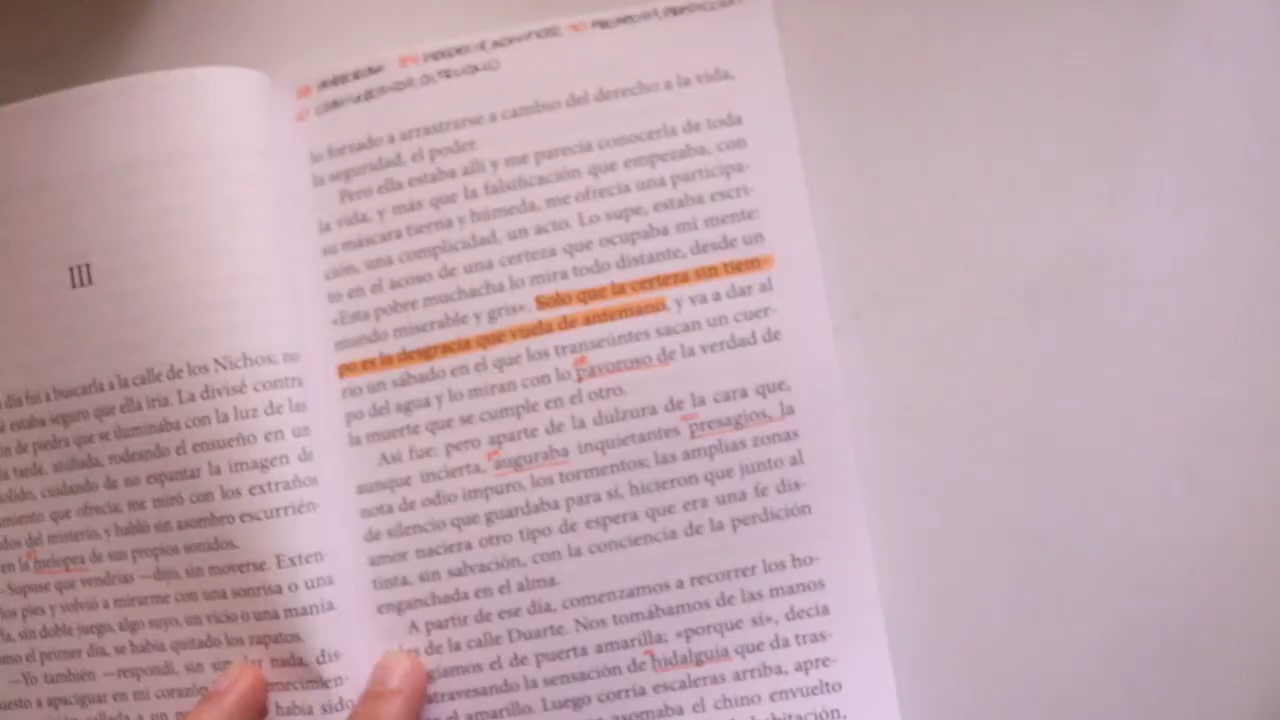 III
día fui a buscarla a la calle de los Nichos; no
estaba seguro que ella iría. La divisé contra
de piedra que se iluminaba con la luz de las
tarde, aislada, rodeando el ensueño en un
cuidando de no espantar la imagen de
que ofrecía; me miró con los extraños
del misterio, y habló sin asombro escurrién-
en la melopea de sus propios sonidos.
—Supuse que vendrías —dijo, sin moverse. Exten-
los pies y volvió a mirarme con una sonrisa o una
sin doble juego, algo suyo, un vicio o una manía.
el primer día, se había quitado los zapatos.
—Yo también —respondí, sin nada, dis-
a apaciguar en mi corazón
había sido
lo forzado a arrastrarse a cambio del derecho a la vida,
la seguridad, el poder.
Pero ella estaba allí y me parecía conocerla de toda
la vida, y más que la falsificación que empezaba, con
su máscara tierna y húmeda, me ofrecía una participa-
ción, una complicidad, un acto. Lo supe, estaba escri-
to en el acoso de una certeza que ocupaba mi mente:
«Esta pobre muchacha lo mira todo distante, desde un
mundo miserable y gris». Solo que la certeza sin tiem-
po es la desgracia que vuela de antemano, y va a dar al
río un sábado en el que los transeúntes sacan un cuer-
po del agua y lo miran con lo pavoroso de la verdad de
la muerte que se cumple en el otro.
Así fue; pero aparte de la dulzura de la cara que,
aunque incierta, auguraba inquietantes presagios, la
nota de odio impuro, los tormentos; las amplias zonas
de silencio que guardaba para sí, hicieron que junto al
amor naciera otro tipo de espera que era una fe dis-
tinta, sin salvación, con la conciencia de la perdición
enganchada en el alma.
A partir de ese día, comenzamos a recorrer los ho-
de la calle Duarte. Nos tomábamos de las manos
el de puerta amarilla; «porque sí», decía
atravesando la sensación de hidalguía que da tras-
el amarillo. Luego corría escaleras arriba, apre-
asomaba el chino envuelto